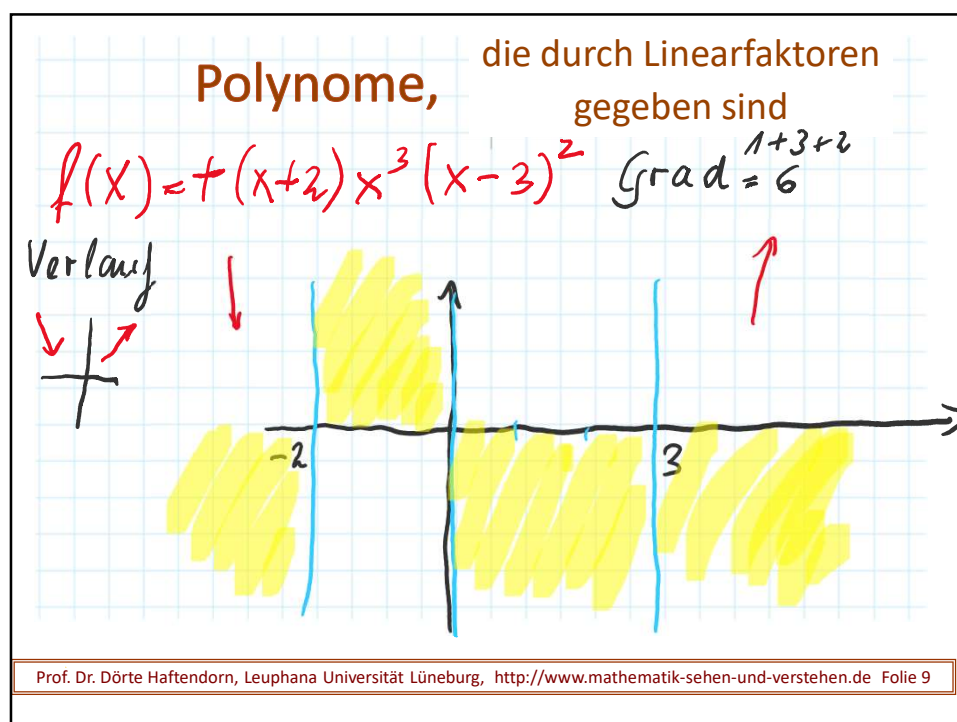 Polynome,
die durch Linearfaktoren
gegeben sind
f(x)=+(x+2)x³(x-3)² Grad = 6
1+3+2
Verlauf
-2
3
Prof. Dr. Dörte Haftendorn, Leuphana Universität Lüneburg, http://www.mathematik-sehen-und-verstehen.de Folie 9